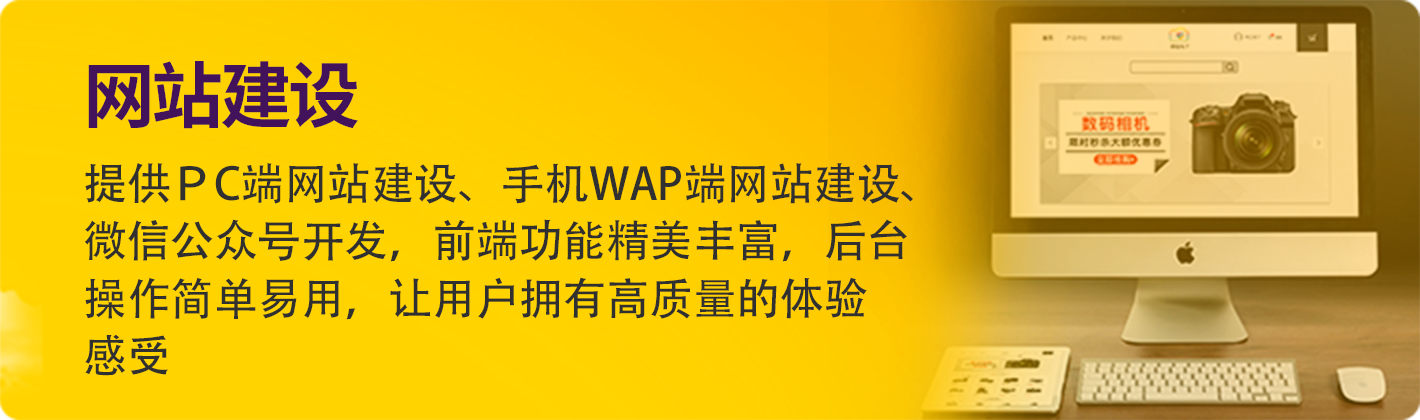 网站建设
提供PC端网站建设、手机WAP端网站建设、
微信公众号开发，前端功能精美丰富，后台
操作简单易用，让用户拥有高质量的体验
感受
数码相机
限时秒杀大额优惠券